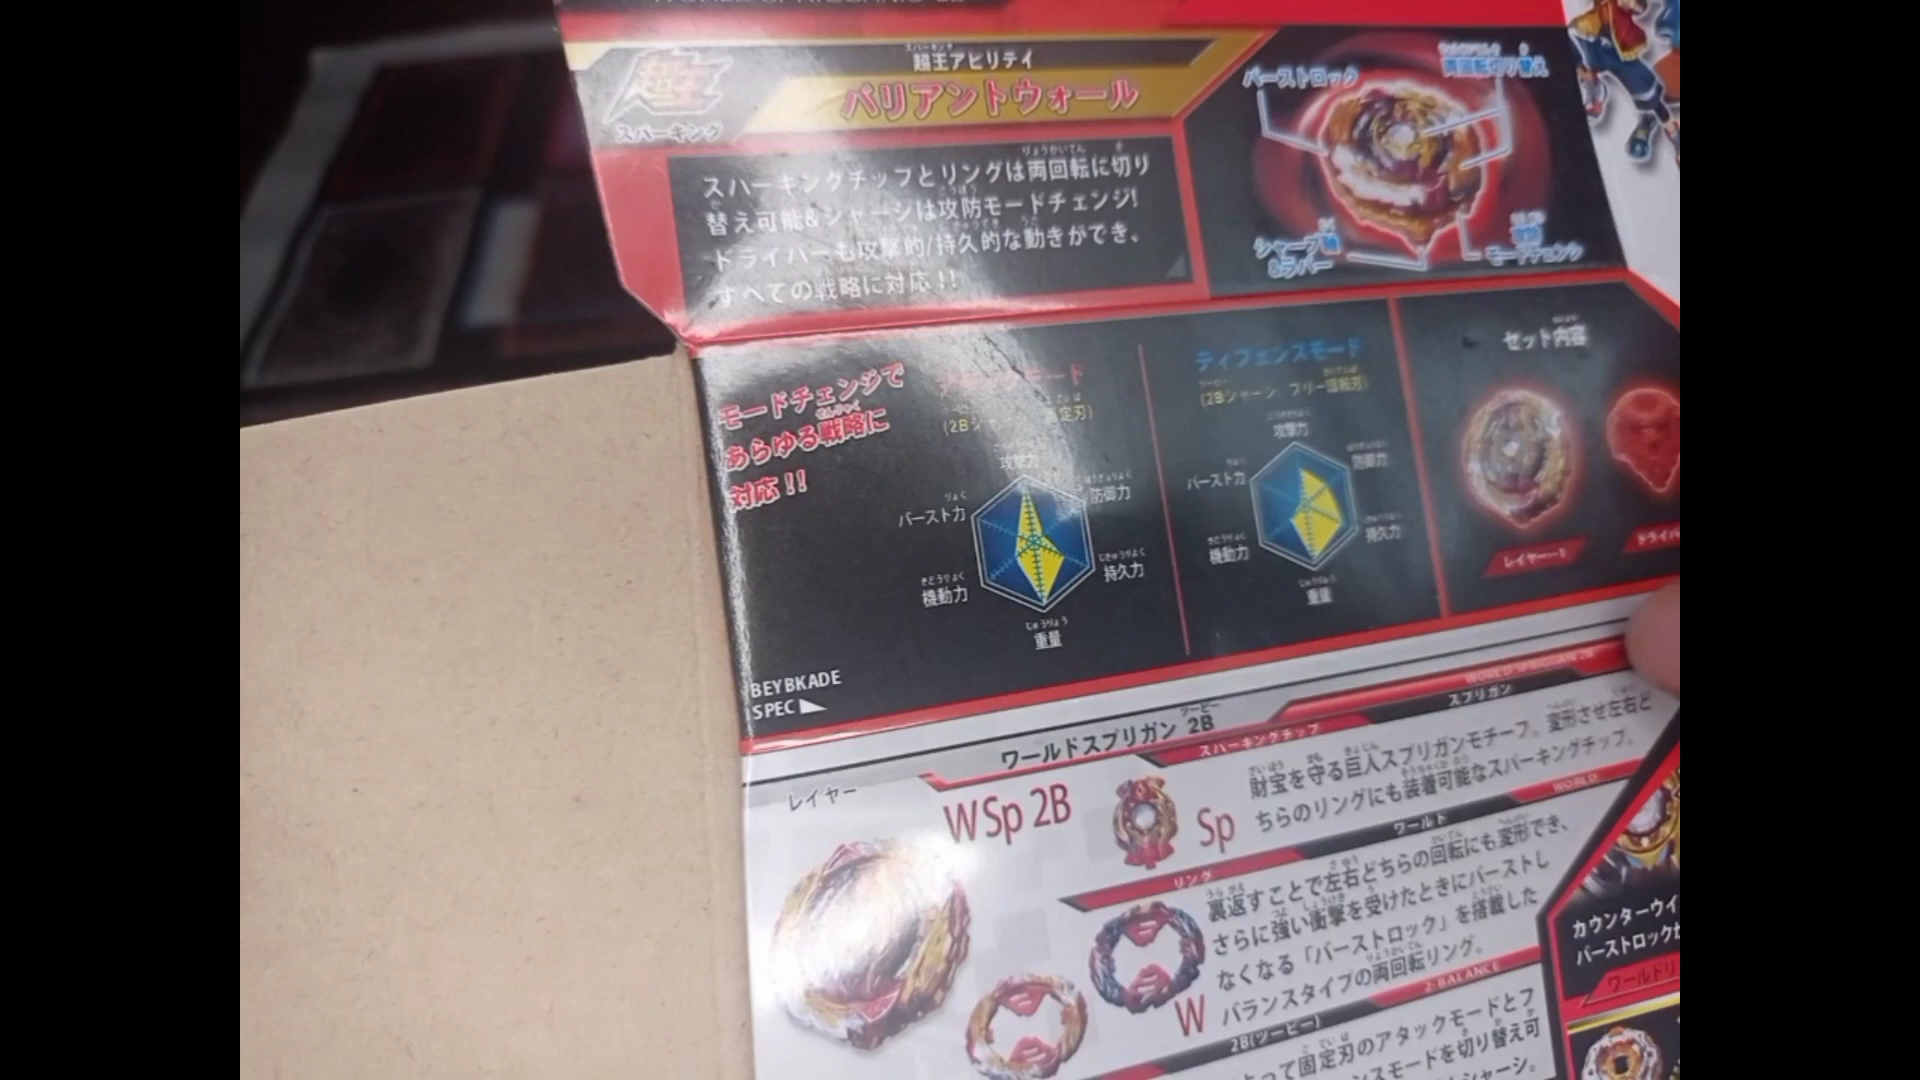 スパーキング
超王アビリティ
バリアントウォール
超王
スパーキング
スパーキングチップとリングは両回転に切り
替え可能&シャーシは攻防モードチェンジ!
ドライバーも攻撃的/持久的な動きができ、
すべての戦略に対応!!
バーストロック
両回転切り替え
シャープ軸
&ラバー
モードチェンジ
モードチェンジで
あらゆる戦略に
対応!!
攻撃力
防御力
持久力
重量
機動力
バースト力
ディフェンスモード
(2Bシャーシ:フリー回転刃)
攻撃力
防御力
持久力
重量
機動力
バースト力
セット内容
レイヤー…1
BEYBKADE
SPEC
ワールドスプリガン 2B
レイヤー
WSp 2B
スパーキングチップ
スプリガン
Sp
財宝を守る巨人スプリガンモチーフ。変形させ左右ど
ちらのリングにも装着可能なスパーキングチップ。
リング
ワールド
WORLD
W
裏返すことで左右どちらの回転にも変形でき、
さらに強い衝撃を受けたときにバーストし
なくなる「バーストロック」を搭載した
バランスタイプの両回転リング。
2B(ツービー)
2-BALANCE
よって固定刃のアタックモードとフ
ンスモードを切り替え可
シャーシ。
カウンターウイ
バーストロックが